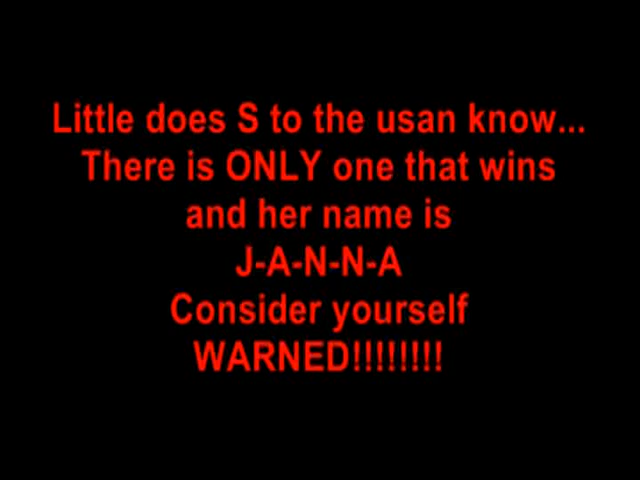 Little does S to the usan know...
There is ONLY one that wins
and her name is
J-A-N-N-A
Consider yourself
WARNED!!!!!!!!